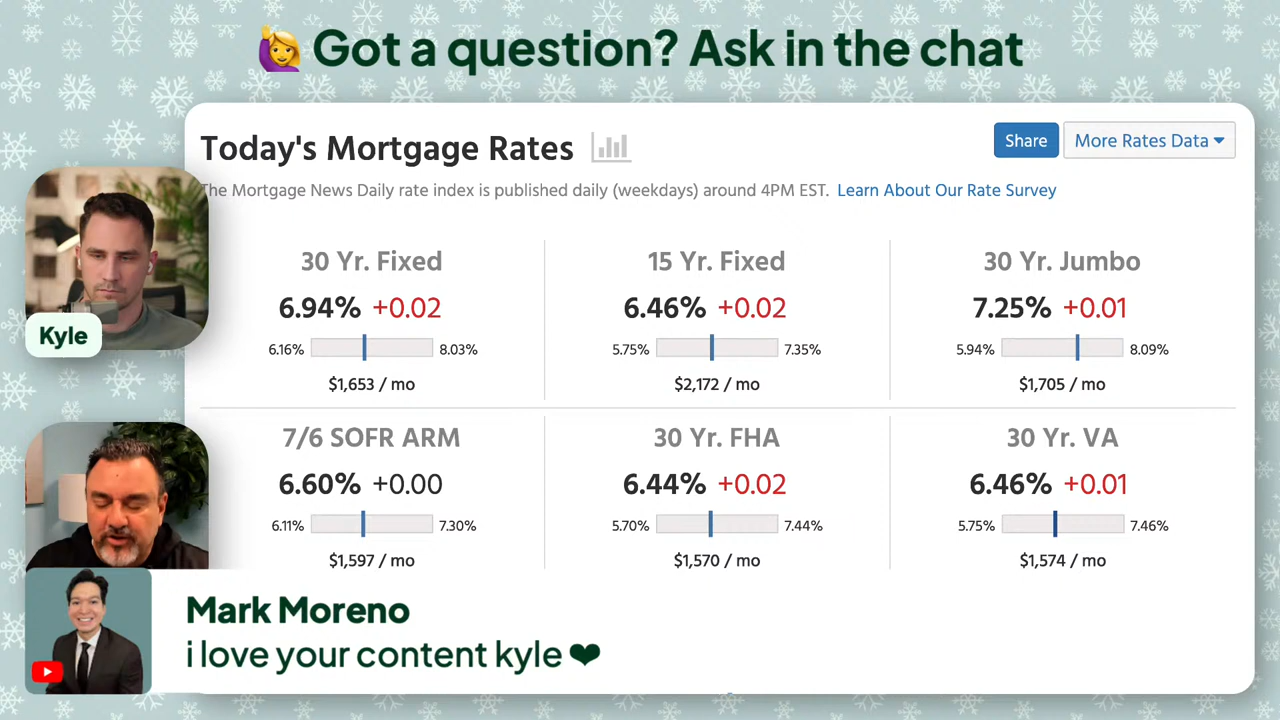 🙋‍♀️ Got a question? Ask in the chat
Today's Mortgage Rates
Share
More Rates Data
The Mortgage News Daily rate index is published daily (weekdays) around 4PM EST. Learn About Our Rate Survey
30 Yr. Fixed
6.94% +0.02
6.16% 8.03%
$1,653 / mo
15 Yr. Fixed
6.46% +0.02
5.75% 7.35%
$2,172 / mo
30 Yr. Jumbo
7.25% +0.01
5.94% 8.09%
$1,705 / mo
7/6 SOFR ARM
6.60% +0.00
6.11% 7.30%
$1,597 / mo
30 Yr. FHA
6.44% +0.02
5.70% 7.44%
$1,570 / mo
30 Yr. VA
6.46% +0.01
5.75% 7.46%
$1,574 / mo
Kyle
Mark Moreno
i love your content kyle ❤